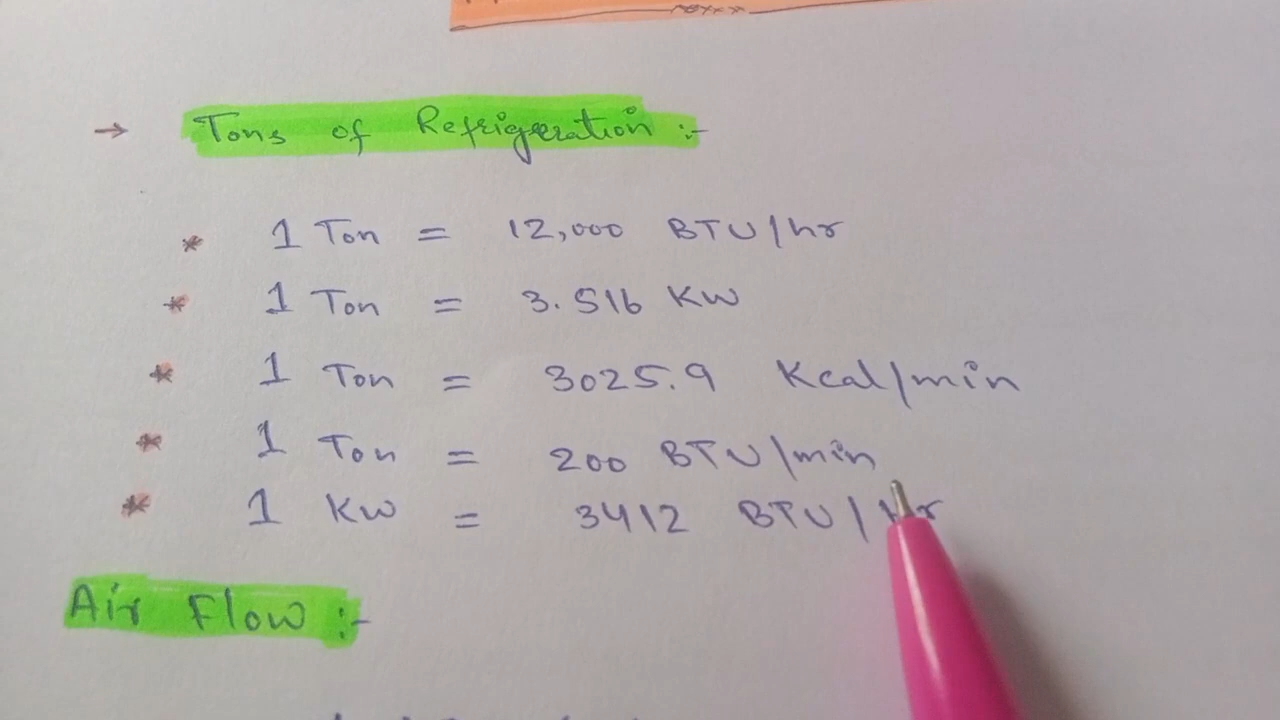 → Tons of Refrigeration :-
* 1 Ton = 12,000 BTU/hr
* 1 Ton = 3.516 KW
* 1 Ton = 3025.9 Kcal/min
* 1 Ton = 200 BTU/min
* 1 KW = 3412 BTU/Hr
Air Flow :-